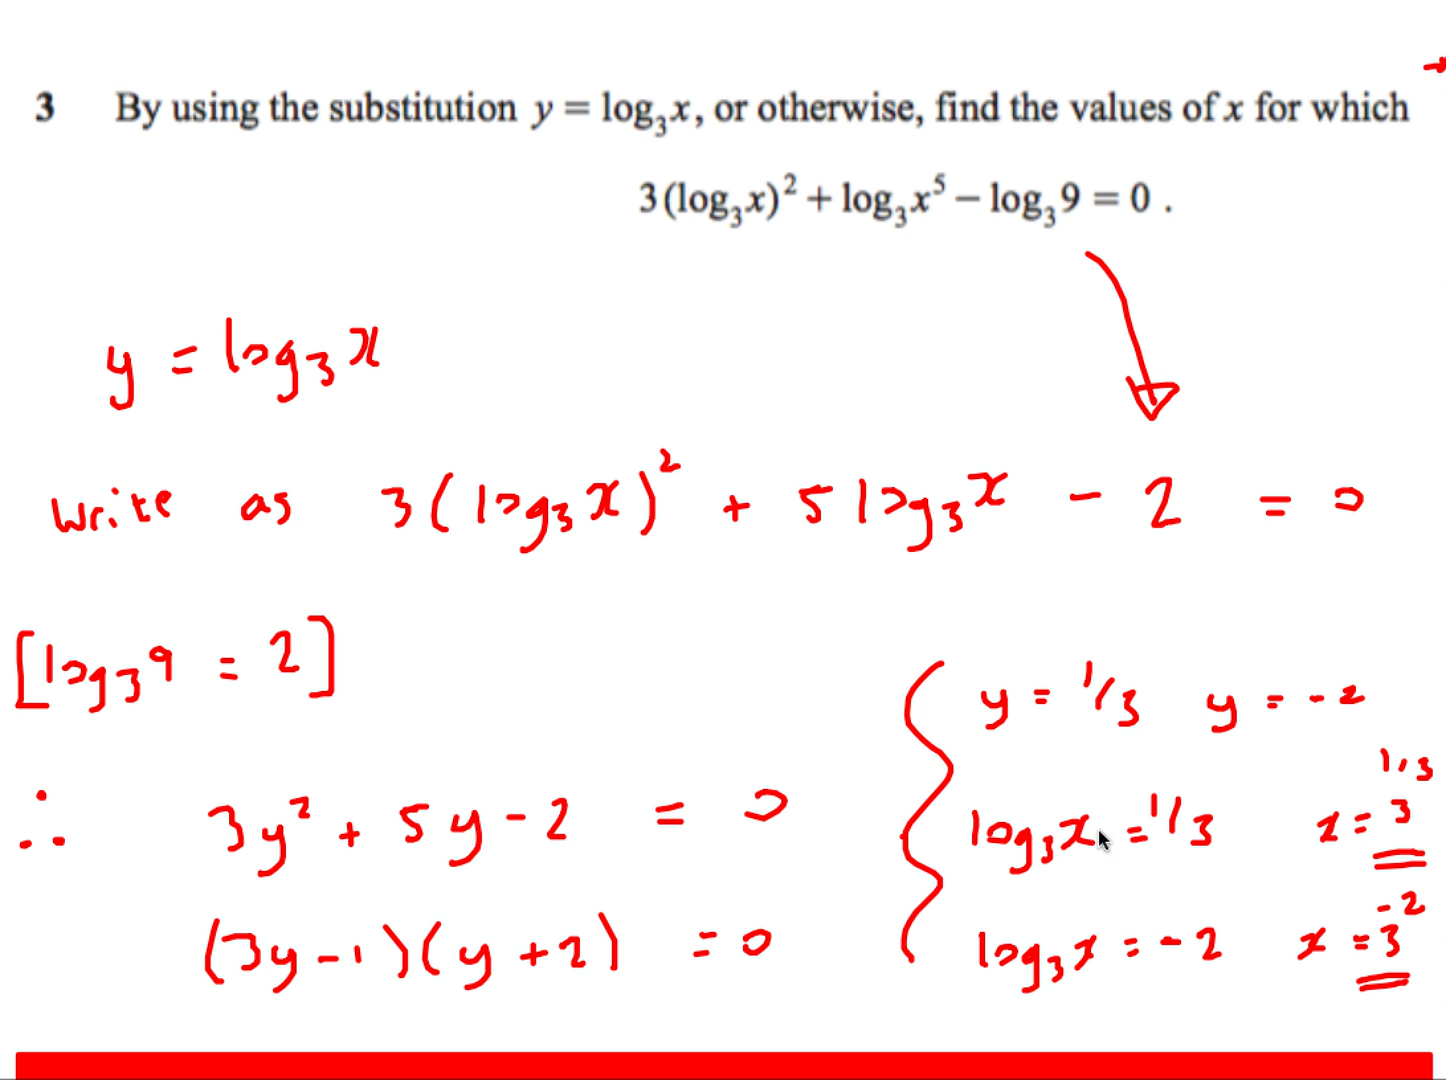 3 By using the substitution y = log₃x, or otherwise, find the values of x for which
3(log₃x)² + log₃x⁵ − log₃9 = 0 .
y = log₃x
Write as 3(log₃x)² + 5log₃x − 2 = 0
[log₃9 = 2]
∴ 3y² + 5y − 2 = 0
(3y−1)(y+2) = 0
y = 1/3 y = −2
log₃x = 1/3 x = 3^1/3
log₃x = −2 x = 3⁻²